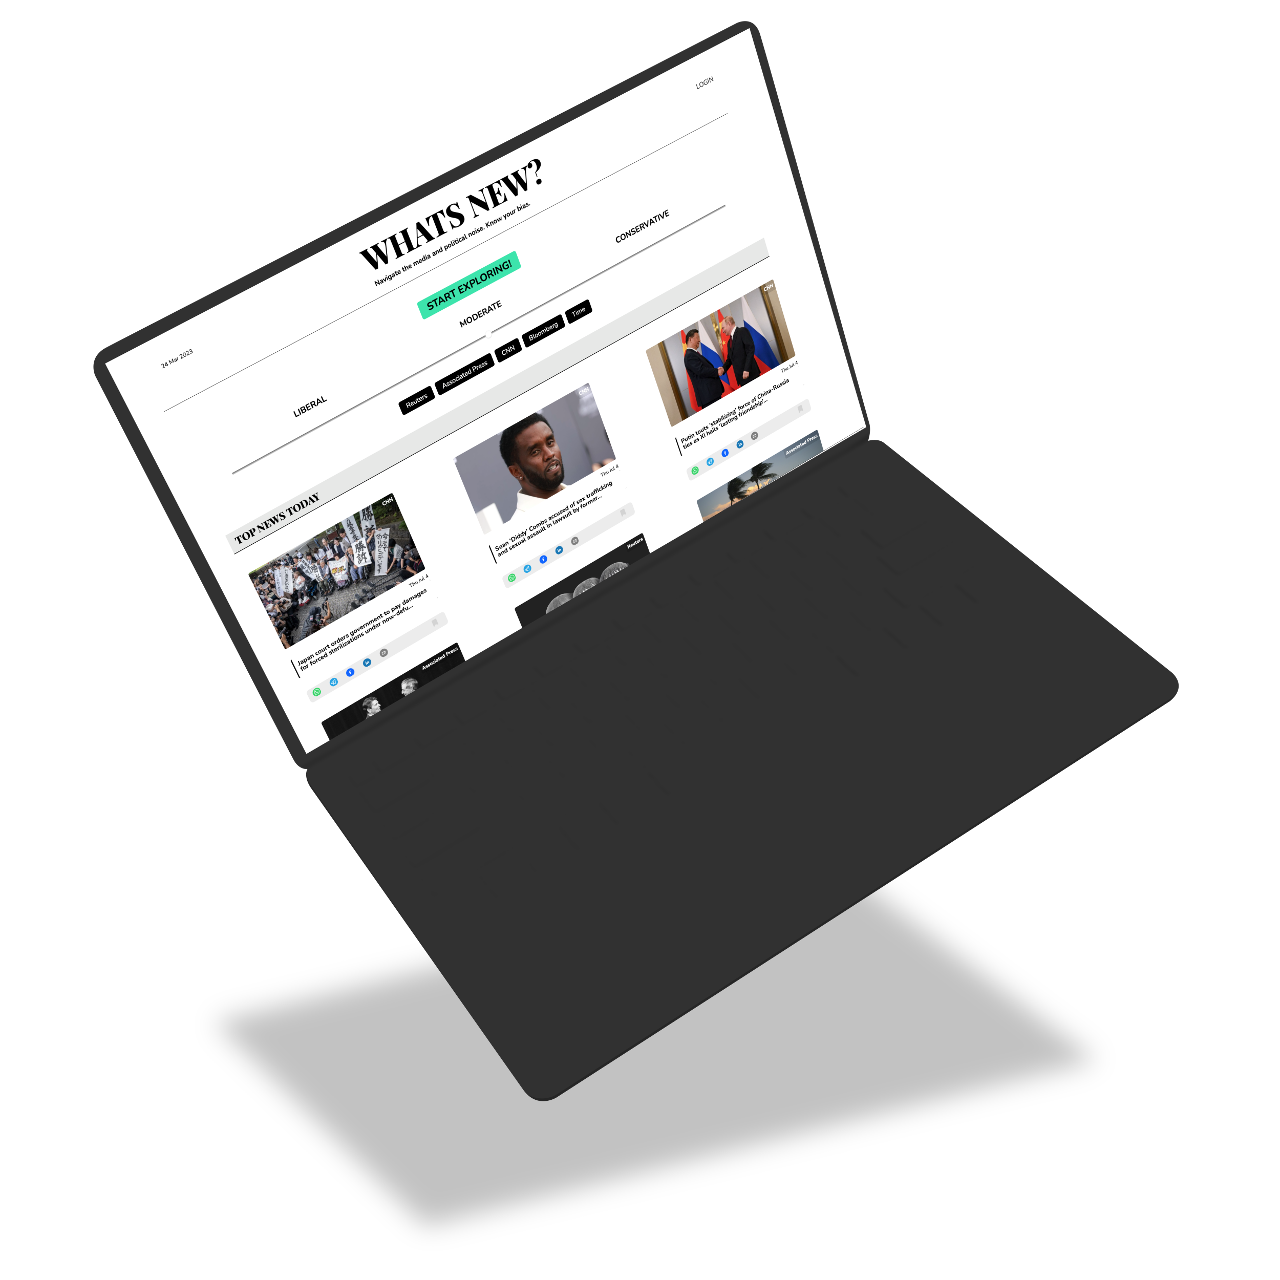 LOGIN
WHATS NEW?
Navigate the media and political noise. Know your bias.
24 Mar 2023
START EXPLORING!
LIBERAL
MODERATE
CONSERVATIVE
Reuters
Associated Press
CNN
Bloomberg
Time
TOP NEWS TODAY
CNN
Thu Jul 4
Japan court orders government to pay damages
for forced sterilizations under now-defu...
CNN
Thu Jul 4
Sean 'Diddy' Combs accused of sex trafficking
and sexual assault in lawsuit by former...
CNN
Thu Jul 4
Putin touts 'stabilizing' force of China-Russia
ties as Xi hails 'lasting friendship'...
Associated Press
Reuters
Associated Press